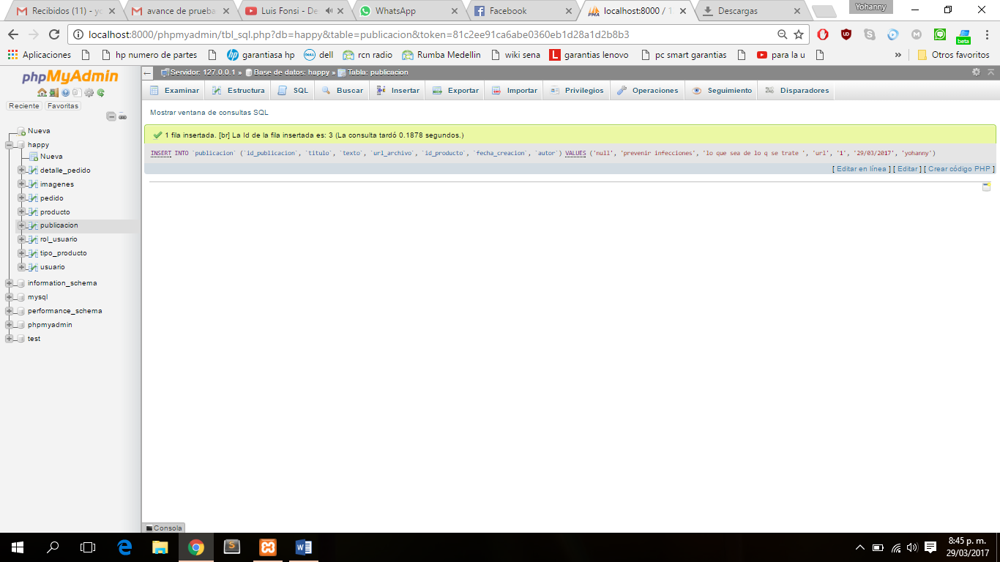 Recibidos (11) - yo
avance de prueba
Luis Fonsi - De
WhatsApp
Facebook
localhost:8000 / 1
Descargas
Yohanny
localhost:8000/phpmyadmin/tbl_sql.php?db=happy&table=publicacion&token=81c2ee91ca6abe0360eb1d28a1d2b8b3
Aplicaciones
hp numero de partes
garantiasa hp
dell
rcn radio
Rumba Medellin
wiki sena
garantias lenovo
pc smart garantias
para la u
»
Otros favoritos
beta
phpMyAdmin
Reciente
Favoritas
Nueva
happy
Nueva
detalle_pedido
imagenes
pedido
producto
publicacion
rol_usuario
tipo_producto
usuario
information_schema
mysql
performance_schema
phpmyadmin
test
Servidor: 127.0.0.1 » Base de datos: happy » Tabla: publicacion
Examinar
Estructura
SQL
Buscar
Insertar
Exportar
Importar
Privilegios
Operaciones
Seguimiento
Disparadores
Mostrar ventana de consultas SQL
1 fila insertada. [br] La Id de la fila insertada es: 3 (La consulta tardó 0.1878 segundos.)
INSERT INTO `publicacion` (`id_publicacion`, `titulo`, `texto`, `url_archivo`, `id_producto`, `fecha_creacion`, `autor`) VALUES ('null', 'prevenir infecciones', 'lo que sea de lo q se trate ', 'url', '1', '29/03/2017', 'yohanny')
[ Editar en línea ] [ Editar ] [ Crear código PHP ]
Consola
8:45 p. m.
29/03/2017